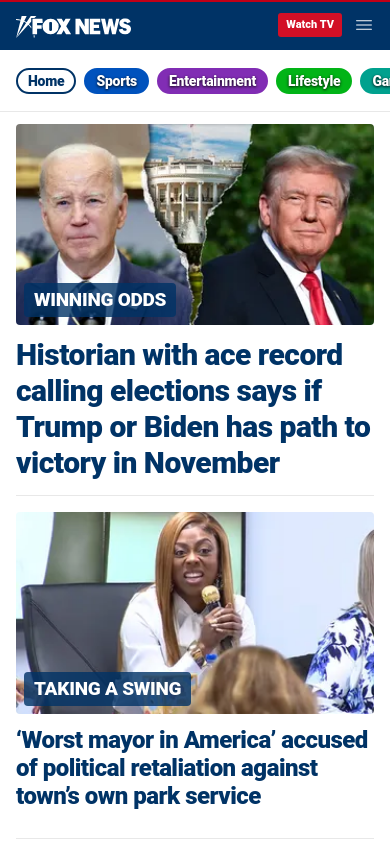 FOX NEWS
Watch TV
Home
Sports
Entertainment
Lifestyle
Ga
WINNING ODDS
Historian with ace record
calling elections says if
Trump or Biden has path to
victory in November
TAKING A SWING
‘Worst mayor in America’ accused
of political retaliation against
town’s own park service